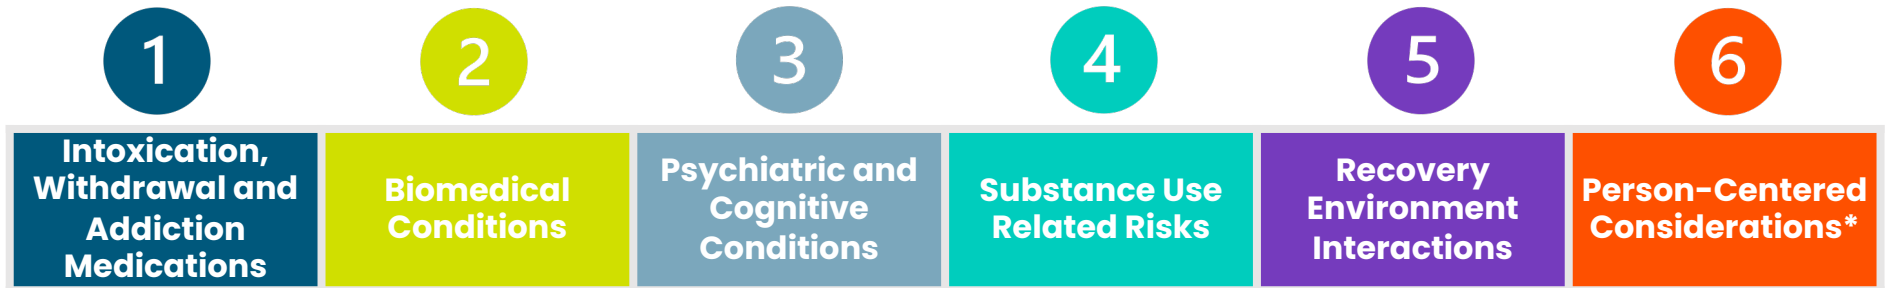 1
2
3
4
5
6
Intoxication,
Withdrawal and
Addiction
Medications
Biomedical
Conditions
Psychiatric and
Cognitive
Conditions
Substance Use
Related Risks
Recovery
Environment
Interactions
Person-Centered
Considerations*